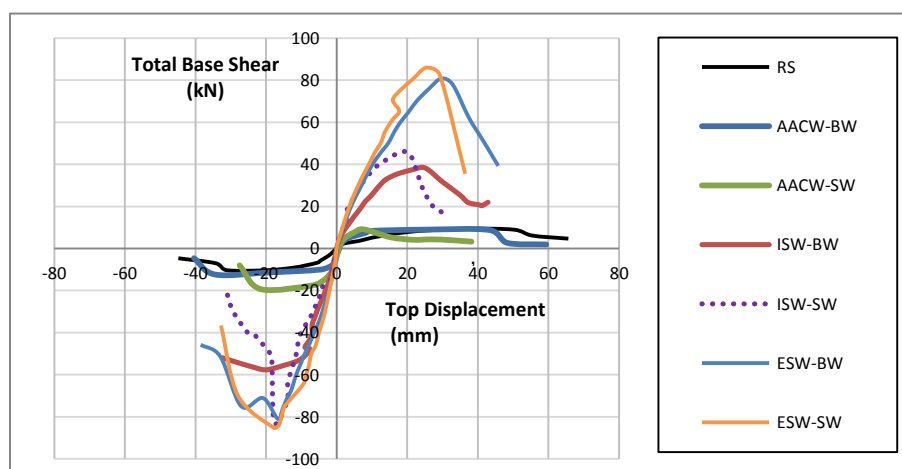 Total Base Shear
(kN)
100
80
60
40
20
0
-20
-40
-60
-80
-100
-80 -60 -40 -20 0 20 40 60 80
Top Displacement
(mm)
RS
AACW-BW
AACW-SW
ISW-BW
ISW-SW
ESW-BW
ESW-SW